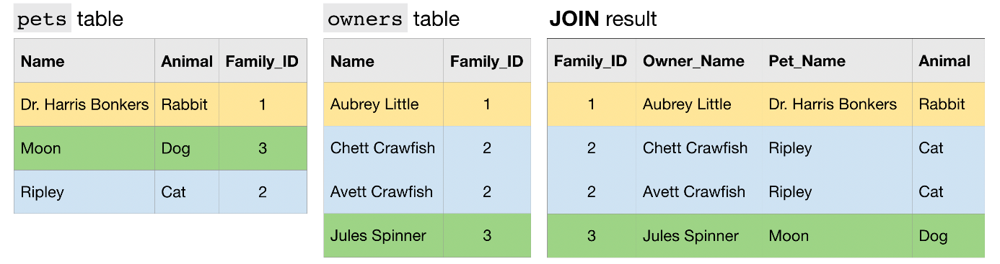 pets table
Name Animal Family_ID
Dr. Harris Bonkers Rabbit 1
Moon Dog 3
Ripley Cat 2
owners table
Name Family_ID
Aubrey Little 1
Chett Crawfish 2
Avett Crawfish 2
Jules Spinner 3
JOIN result
Family_ID Owner_Name Pet_Name Animal
1 Aubrey Little Dr. Harris Bonkers Rabbit
2 Chett Crawfish Ripley Cat
2 Avett Crawfish Ripley Cat
3 Jules Spinner Moon Dog